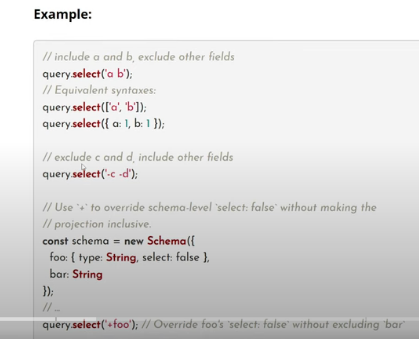 Example:
// include a and b, exclude other fields
query.select('a b');
// Equivalent syntaxes:
query.select(['a', 'b']);
query.select({ a: 1, b: 1 });
// exclude c and d, include other fields
query.select('-c -d');
// Use `+` to override schema-level `select: false` without making the
// projection inclusive.
const schema = new Schema({
foo: { type: String, select: false },
bar: String
});
// ...
query.select('+foo'); // Override foo's `select: false` without excluding `bar`